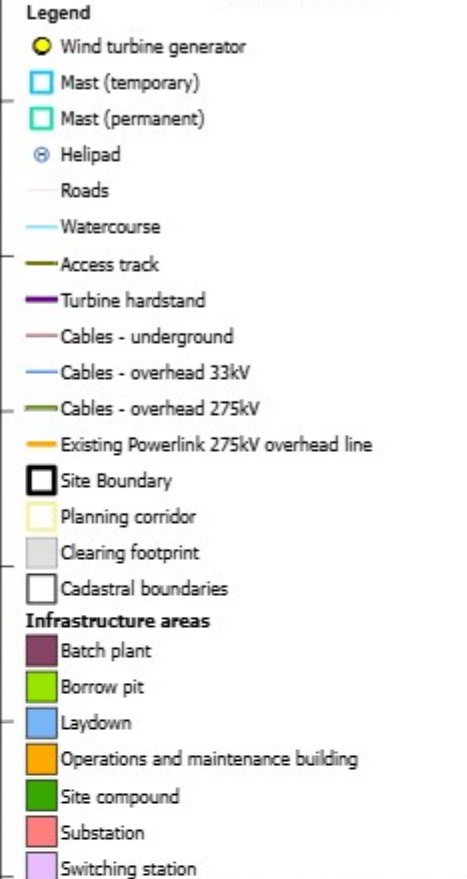 Legend
Wind turbine generator
Mast (temporary)
Mast (permanent)
H Helipad
Roads
Watercourse
Access track
Turbine hardstand
Cables - underground
Cables - overhead 33kV
Cables - overhead 275kV
Existing Powerlink 275kV overhead line
Site Boundary
Planning corridor
Clearing footprint
Cadastral boundaries
Infrastructure areas
Batch plant
Borrow pit
Laydown
Operations and maintenance building
Site compound
Substation
Switching station